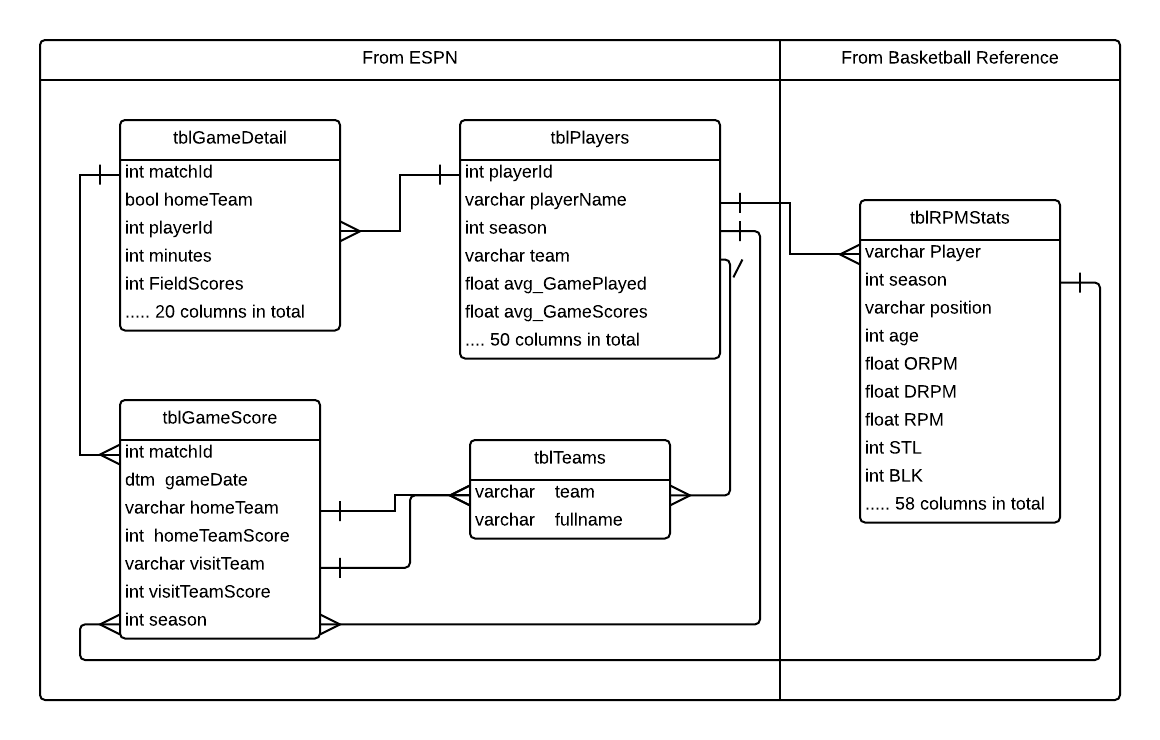 From ESPN
From Basketball Reference
tblGameDetail
int matchId
bool homeTeam
int playerId
int minutes
int FieldScores
..... 20 columns in total
tblPlayers
int playerId
varchar playerName
int season
varchar team
float avg_GamePlayed
float avg_GameScores
.... 50 columns in total
tblRPMStats
varchar Player
int season
varchar position
int age
float ORPM
float DRPM
float RPM
int STL
int BLK
..... 58 columns in total
tblGameScore
int matchId
dtm  gameDate
varchar homeTeam
int  homeTeamScore
varchar visitTeam
int visitTeamScore
int season
tblTeams
varchar    team
varchar    fullname